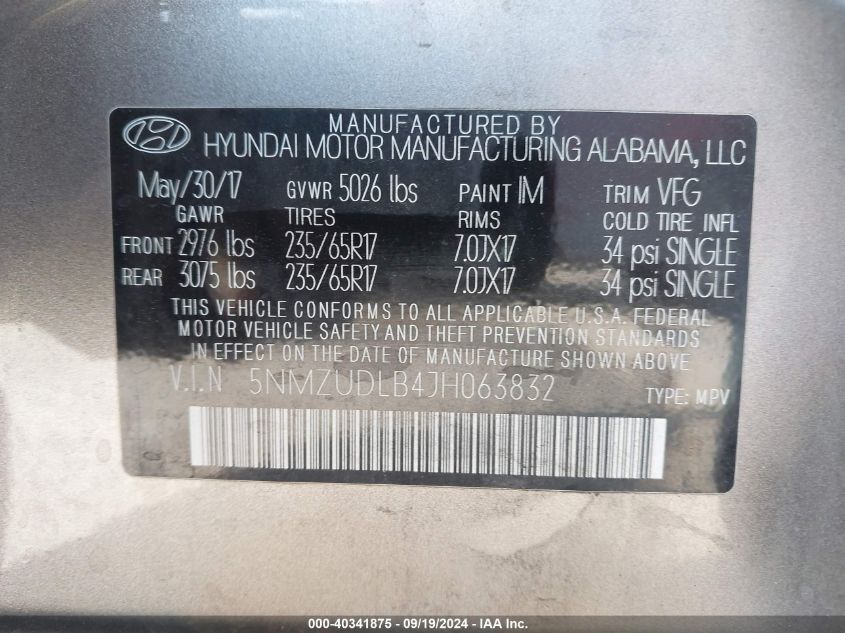 MANUFACTURED BY
HYUNDAI MOTOR MANUFACTURING ALABAMA, LLC
May/30/17 GVWR 5026 lbs PAINT IM TRIM VFG
GAWR TIRES RIMS COLD TIRE INFL
FRONT 2976 lbs 235/65R17 7.0JX17 34 psi SINGLE
REAR 3075 lbs 235/65R17 7.0JX17 34 psi SINGLE
THIS VEHICLE CONFORMS TO ALL APPLICABLE U.S.A. FEDERAL
MOTOR VEHICLE SAFETY AND THEFT PREVENTION STANDARDS
IN EFFECT ON THE DATE OF MANUFACTURE SHOWN ABOVE
V.I.N 5NMZUDLB4JH063832 TYPE: MPV
000-40341875 - 09/19/2024 - IAA Inc.